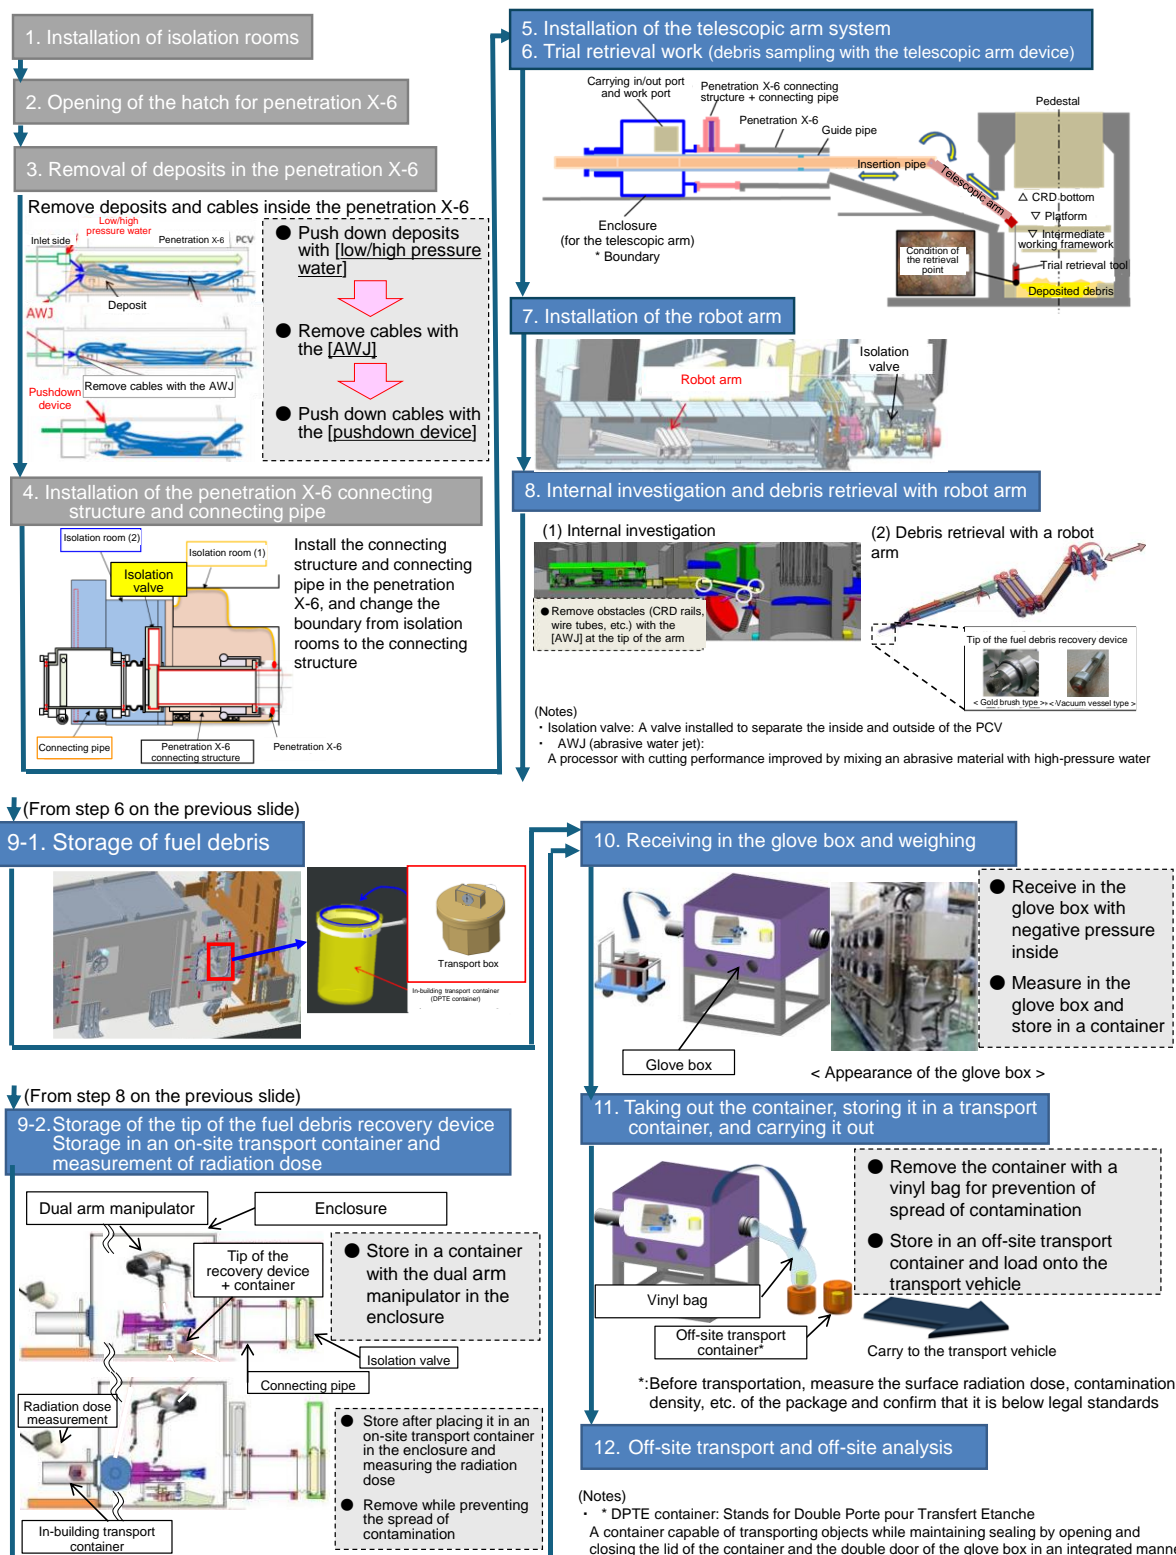 1. Installation of isolation rooms
2. Opening of the hatch for penetration X-6
3. Removal of deposits in the penetration X-6
Remove deposits and cables inside the penetration X-6
Low/high
pressure water
Inlet side
Penetration X-6
PCV
Deposit
AWJ
Remove cables with the AWJ
Pushdown
device
● Push down deposits
with [low/high pressure
water]
● Remove cables with
the [AWJ]
● Push down cables with
the [pushdown device]
4. Installation of the penetration X-6 connecting
structure and connecting pipe
Isolation room (2)
Isolation room (1)
Isolation
valve
Connecting pipe
Penetration X-6
connecting structure
Penetration X-6
Install the connecting
structure and connecting
pipe in the penetration
X-6, and change the
boundary from isolation
rooms to the connecting
structure
5. Installation of the telescopic arm system
6. Trial retrieval work (debris sampling with the telescopic arm device)
Carrying in/out port
and work port
Penetration X-6 connecting
structure + connecting pipe
Penetration X-6
Guide pipe
Pedestal
Insertion pipe
Telescopic arm
△ CRD bottom
▽ Platform
▽ Intermediate
working framework
Enclosure
(for the telescopic arm)
* Boundary
Condition of
the retrieval
point
Trial retrieval tool
Deposited debris
7. Installation of the robot arm
Isolation
valve
Robot arm
8. Internal investigation and debris retrieval with robot arm
(1) Internal investigation
● Remove obstacles (CRD rails,
wire tubes, etc.) with the
[AWJ] at the tip of the arm
(2) Debris retrieval with a robot
arm
Tip of the fuel debris recovery device
< Gold brush type >
< Vacuum vessel type >
(Notes)
・ Isolation valve: A valve installed to separate the inside and outside of the PCV
・ AWJ (abrasive water jet):
A processor with cutting performance improved by mixing an abrasive material with high-pressure water
(From step 6 on the previous slide)
9-1. Storage of fuel debris
Transport box
In-building transport container
(DPTE container)
(From step 8 on the previous slide)
9-2. Storage of the tip of the fuel debris recovery device
Storage in an on-site transport container and
measurement of radiation dose
Dual arm manipulator
Enclosure
Tip of the
recovery device
+ container
● Store in a container
with the dual arm
manipulator in the
enclosure
Isolation valve
Connecting pipe
Radiation dose
measurement
In-building transport
container
● Store after placing it in an
on-site transport container
in the enclosure and
measuring the radiation
dose
● Remove while preventing
the spread of
contamination
10. Receiving in the glove box and weighing
● Receive in the
glove box with
negative pressure
inside
● Measure in the
glove box and
store in a container
Glove box
< Appearance of the glove box >
11. Taking out the container, storing it in a transport
container, and carrying it out
● Remove the container with a
vinyl bag for prevention of
spread of contamination
● Store in an off-site transport
container and load onto the
transport vehicle
Vinyl bag
Off-site transport
container*
Carry to the transport vehicle
*:Before transportation, measure the surface radiation dose, contamination
density, etc. of the package and confirm that it is below legal standards
12. Off-site transport and off-site analysis
(Notes)
・ * DPTE container: Stands for Double Porte pour Transfert Etanche
A container capable of transporting objects while maintaining sealing by opening and
closing the lid of the container and the double door of the glove box in an integrated